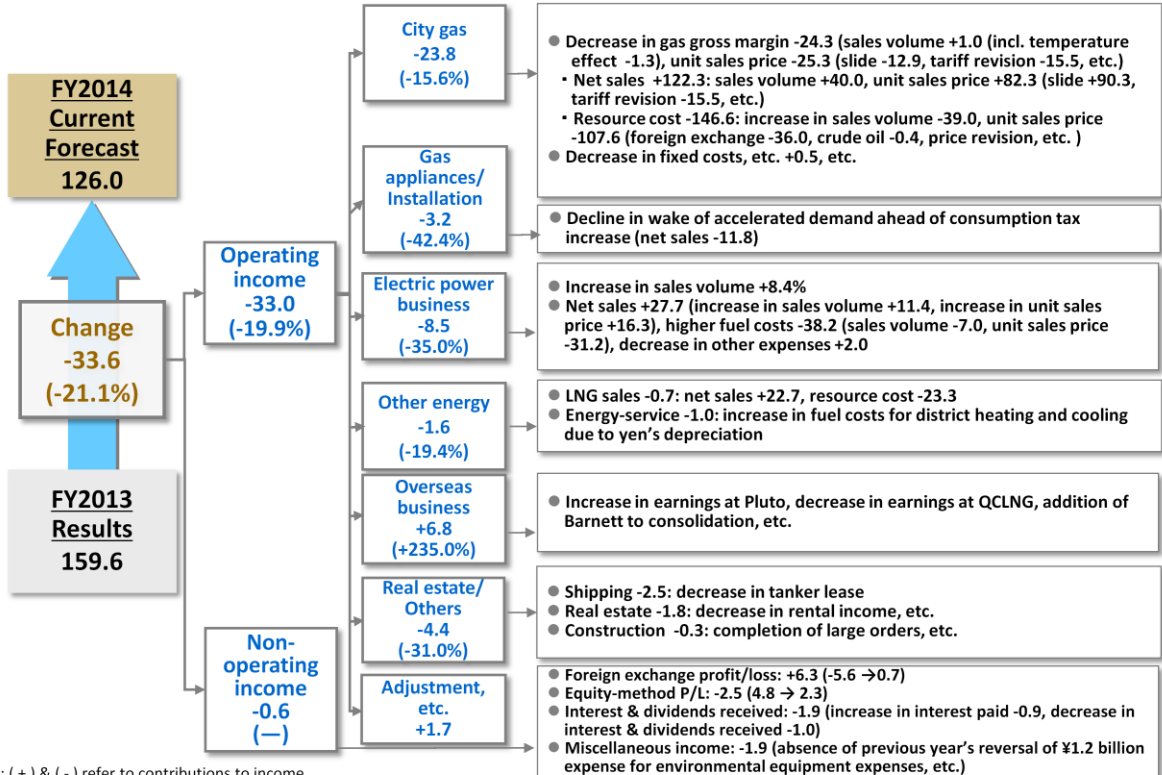 FY2014
Current
Forecast
126.0
Change
-33.6
(-21.1%)
FY2013
Results
159.6
Operating
income
-33.0
(-19.9%)
Non-
operating
income
-0.6
(—)
City gas
-23.8
(-15.6%)
● Decrease in gas gross margin -24.3 (sales volume +1.0 (incl. temperature
effect -1.3), unit sales price -25.3 (slide -12.9, tariff revision -15.5, etc.)
・ Net sales +122.3: sales volume +40.0, unit sales price +82.3 (slide +90.3,
tariff revision -15.5, etc.)
・ Resource cost -146.6: increase in sales volume -39.0, unit sales price
-107.6 (foreign exchange -36.0, crude oil -0.4, price revision, etc. )
● Decrease in fixed costs, etc. +0.5, etc.
Gas
appliances/
Installation
-3.2
(-42.4%)
● Decline in wake of accelerated demand ahead of consumption tax
increase (net sales -11.8)
Electric power
business
-8.5
(-35.0%)
● Increase in sales volume +8.4%
● Net sales +27.7 (increase in sales volume +11.4, increase in unit sales
price +16.3), higher fuel costs -38.2 (sales volume -7.0, unit sales price
-31.2), decrease in other expenses +2.0
Other energy
-1.6
(-19.4%)
● LNG sales -0.7: net sales +22.7, resource cost -23.3
● Energy-service -1.0: increase in fuel costs for district heating and cooling
due to yen's depreciation
Overseas
business
+6.8
(+235.0%)
● Increase in earnings at Pluto, decrease in earnings at QCLNG, addition of
Barnett to consolidation, etc.
Real estate/
Others
-4.4
(-31.0%)
● Shipping -2.5: decrease in tanker lease
● Real estate -1.8: decrease in rental income, etc.
● Construction -0.3: completion of large orders, etc.
Adjustment,
etc.
+1.7
● Foreign exchange profit/loss: +6.3 (-5.6 →0.7)
● Equity-method P/L: -2.5 (4.8 → 2.3)
● Interest & dividends received: -1.9 (increase in interest paid -0.9, decrease in
interest & dividends received -1.0)
● Miscellaneous income: -1.9 (absence of previous year's reversal of ¥1.2 billion
expense for environmental equipment expenses, etc.)
: ( + ) & ( - ) refer to contributions to income